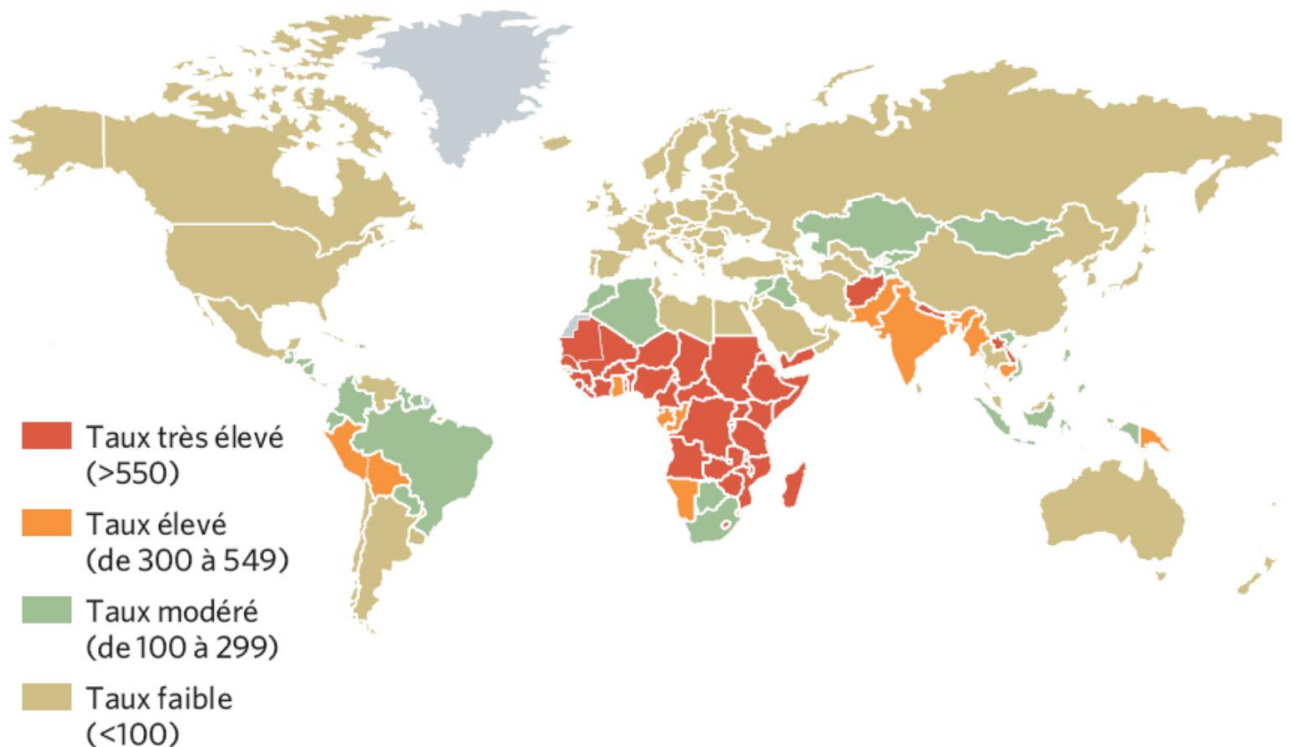 Taux très élevé
(>550)
Taux élevé
(de 300 à 549)
Taux modéré
(de 100 à 299)
Taux faible
(<100)